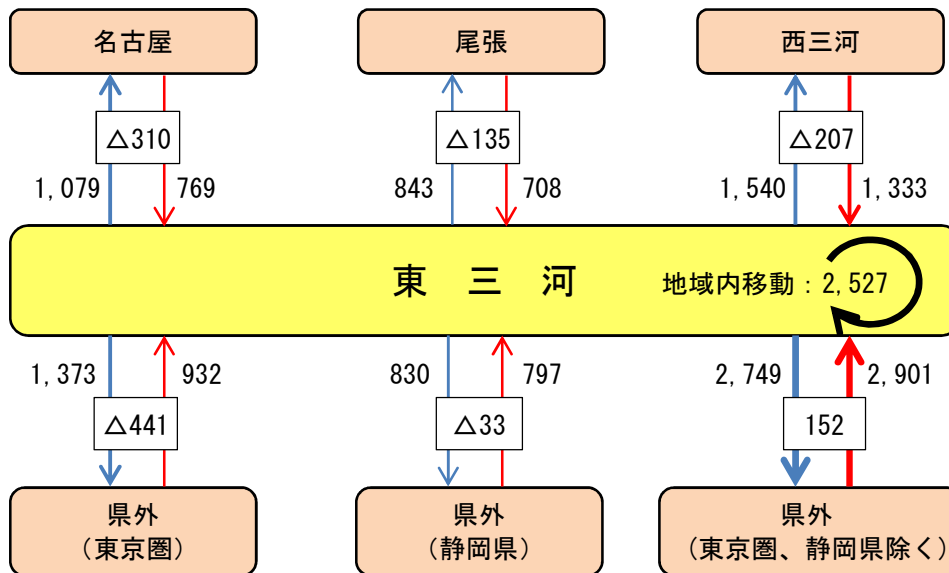 名古屋
尾張
西三河
△310
△135
△207
1,079
769
843
708
1,540
1,333
東三河
地域内移動：2,527
1,373
932
830
797
2,749
2,901
△441
△33
152
県外
（東京圏）
県外
（静岡県）
県外
（東京圏、静岡県除く）